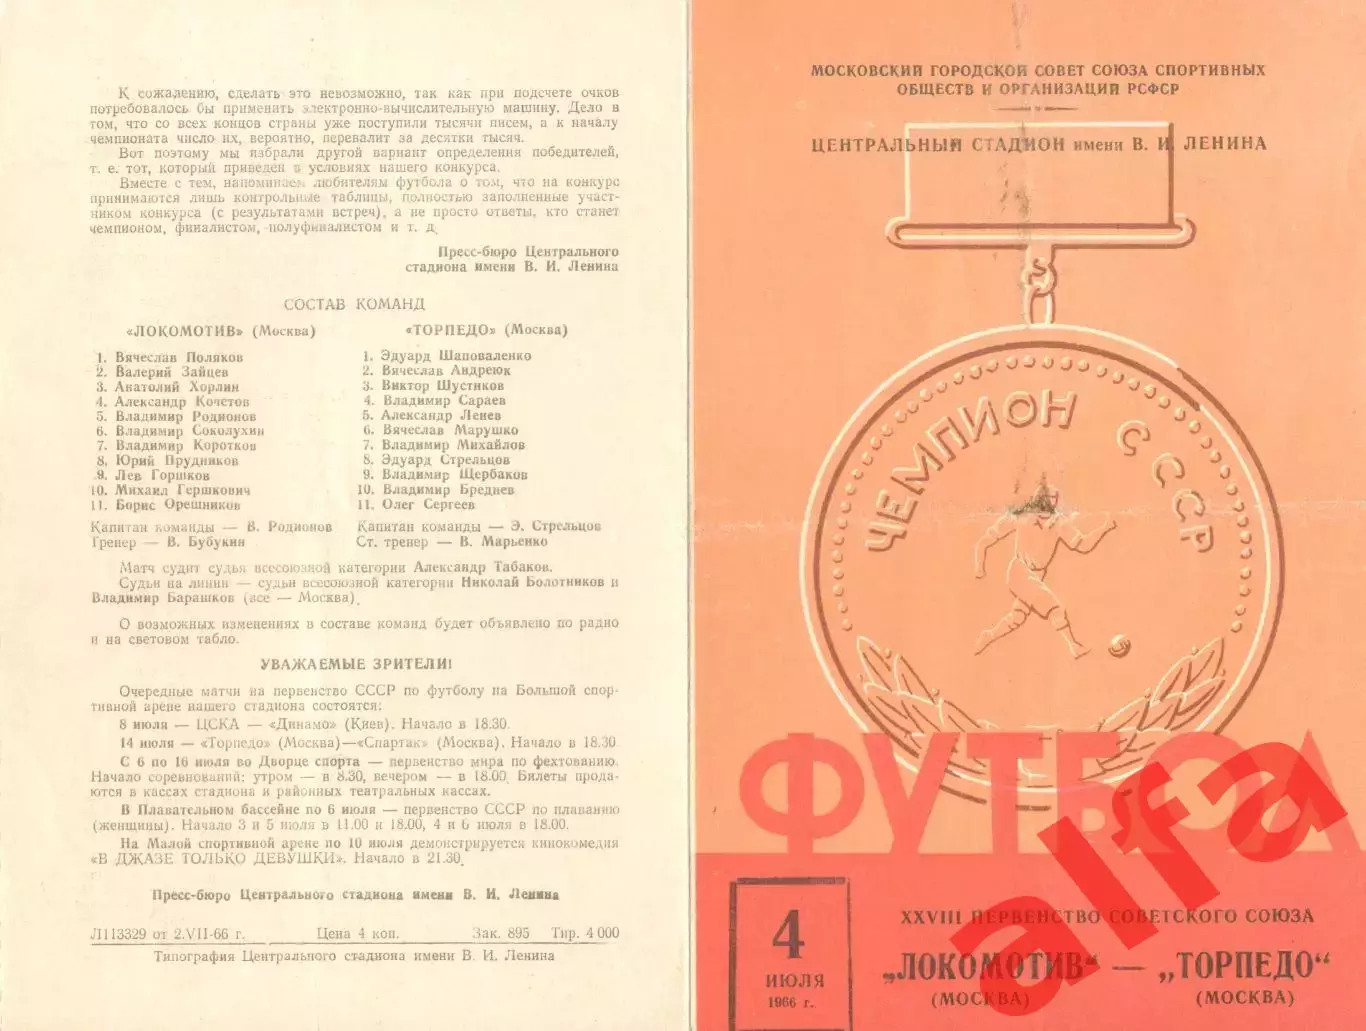 К сожалению, сделать это невозможно, так как при подсчете очков
потребовалось бы применить электронно-вычислительную машину. Дело в
том, что со всех концов страны уже поступили тысячи писем, а к началу
чемпионата число их, вероятно, перевалит за десятки тысяч.
Вот поэтому мы избрали другой вариант определения победителей,
т. е. тот, который приведен в условиях нашего конкурса.
Вместе с тем, напоминаем любителям футбола о том, что на конкурс
принимаются лишь контрольные таблицы, полностью заполненные участ-
ником конкурса (с результатами встреч), а не просто ответы, кто станет
чемпионом, финалистом, полуфиналистом и т. д.
Пресс-бюро Центрального
стадиона имени В. И. Ленина
СОСТАВ КОМАНД
«ЛОКОМОТИВ» (Москва)
1. Вячеслав Поляков
2. Валерий Зайцев
3. Анатолий Хорлин
4. Александр Кочетов
5. Владимир Родионов
6. Владимир Соколухин
7. Владимир Коротков
8. Юрий Прудников
9. Лев Горшков
10. Михаил Гершкович
11. Борис Орешников
Капитан команды — В. Родионов
Тренер — В. Бубукин
«ТОРПЕДО» (Москва)
1. Эдуард Шаповаленко
2. Вячеслав Андреюк
3. Виктор Шустиков
4. Владимир Сараев
5. Александр Ленев
6. Вячеслав Марушко
7. Владимир Михайлов
8. Эдуард Стрельцов
9. Владимир Щербаков
10. Владимир Бреднев
11. Олег Сергеев
Капитан команды — Э. Стрельцов
Ст. тренер — В. Марьенко
Матч судит судья всесоюзной категории Александр Табаков.
Судьи на линии — судьи всесоюзной категории Николай Болотников и
Владимир Барашков (все — Москва).
О возможных изменениях в составе команд будет объявлено по радио
и на световом табло.
УВАЖАЕМЫЕ ЗРИТЕЛИ!
Очередные матчи на первенство СССР по футболу на Большой спор-
тивной арене нашего стадиона состоятся:
8 июля — ЦСКА — «Динамо» (Киев). Начало в 18.30.
14 июля — «Торпедо» (Москва)—«Спартак» (Москва). Начало в 18.30
С 6 по 16 июля во Дворце спорта — первенство мира по фехтованию.
Начало соревнований: утром — в 8.30, вечером — в 18.00. Билеты прода-
ются в кассах стадиона и районных театральных кассах.
В Плавательном бассейне по 6 июля — первенство СССР по плаванию
(женщины). Начало 3 и 5 июля в 11.00 и 18.00, 4 и 6 июля в 18.00.
На Малой спортивной арене по 10 июля демонстрируется кинокомедия
«В ДЖАЗЕ ТОЛЬКО ДЕВУШКИ». Начало в 21.30.
Пресс-бюро Центрального стадиона имени В. И. Ленина
Л113329 от 2.VII-66 г. Цена 4 коп. Зак. 895 Тир. 4 000
Типография Центрального стадиона имени В. И. Ленина
МОСКОВСКИЙ ГОРОДСКОЙ СОВЕТ СОЮЗА СПОРТИВНЫХ
ОБЩЕСТВ И ОРГАНИЗАЦИЙ РСФСР
ЦЕНТРАЛЬНЫЙ СТАДИОН имени В. И. ЛЕНИНА
ЧЕМПИОН СССР
ФУТБОЛ
4
ИЮЛЯ
1966 г.
XXVIII ПЕРВЕНСТВО СОВЕТСКОГО СОЮЗА
„ЛОКОМОТИВ“ — „ТОРПЕДО“
(МОСКВА) (МОСКВА)
alfa